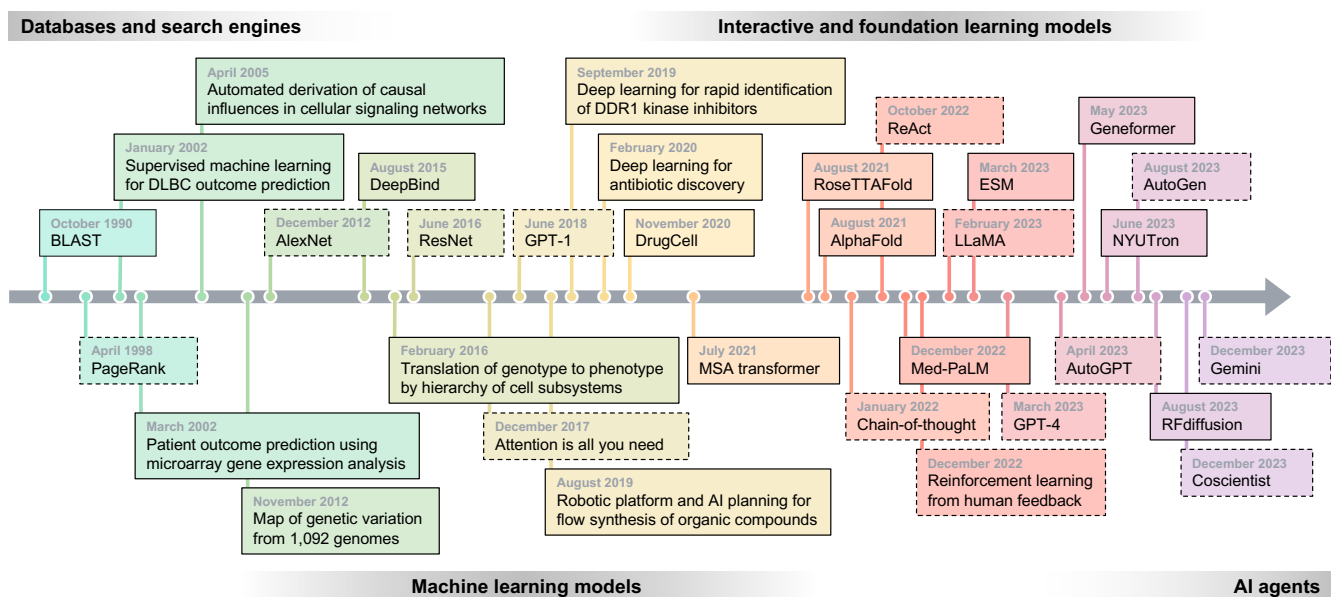 Databases and search engines
Interactive and foundation learning models
April 2005
Automated derivation of causal
influences in cellular signaling networks
September 2019
Deep learning for rapid identification
of DDR1 kinase inhibitors
October 2022
ReAct
May 2023
Geneformer
January 2002
Supervised machine learning
for DLBC outcome prediction
August 2015
DeepBind
February 2020
Deep learning for
antibiotic discovery
August 2021
RoseTTAFold
March 2023
ESM
August 2023
AutoGen
October 1990
BLAST
December 2012
AlexNet
June 2016
ResNet
June 2018
GPT-1
November 2020
DrugCell
August 2021
AlphaFold
February 2023
LLaMA
June 2023
NYUTron
April 1998
PageRank
February 2016
Translation of genotype to phenotype
by hierarchy of cell subsystems
July 2021
MSA transformer
December 2022
Med-PaLM
April 2023
AutoGPT
December 2023
Gemini
March 2002
Patient outcome prediction using
microarray gene expression analysis
December 2017
Attention is all you need
January 2022
Chain-of-thought
March 2023
GPT-4
August 2023
RFdiffusion
November 2012
Map of genetic variation
from 1,092 genomes
August 2019
Robotic platform and AI planning for
flow synthesis of organic compounds
December 2022
Reinforcement learning
from human feedback
December 2023
Coscientist
Machine learning models
AI agents